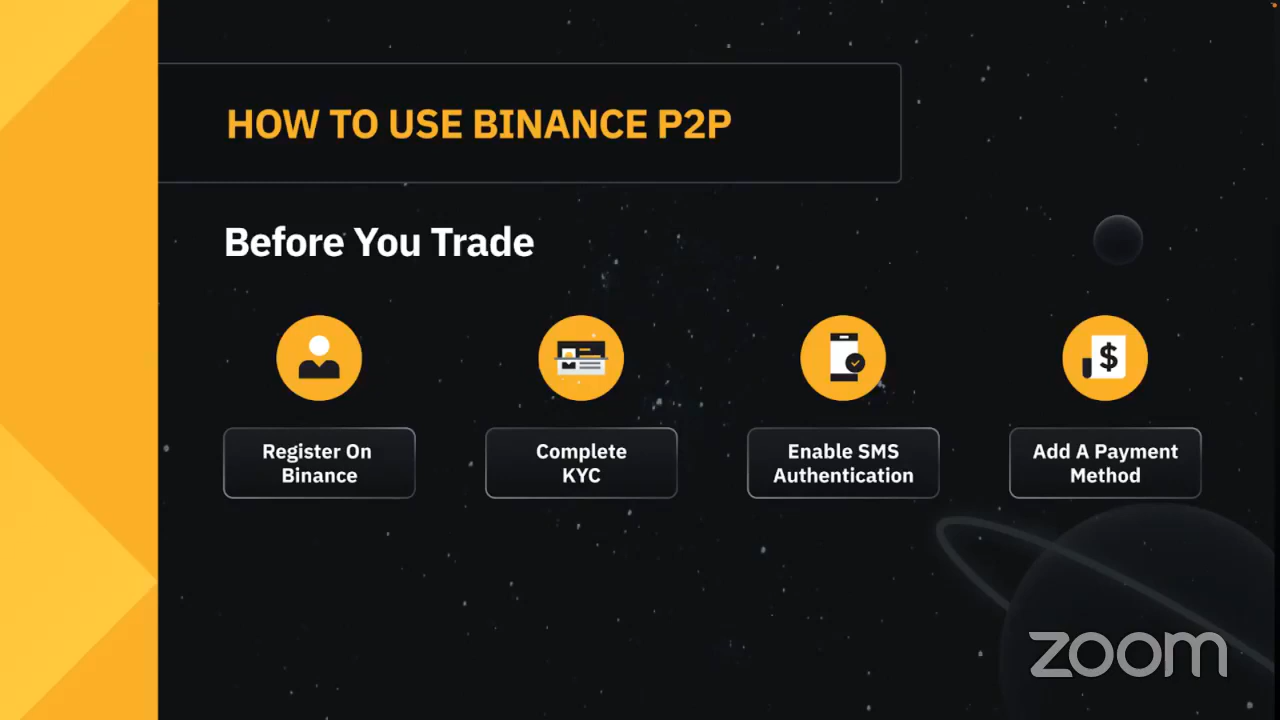 HOW TO USE BINANCE P2P
Before You Trade
Register On
Binance
Complete
KYC
Enable SMS
Authentication
$
Add A Payment
Method
zoom